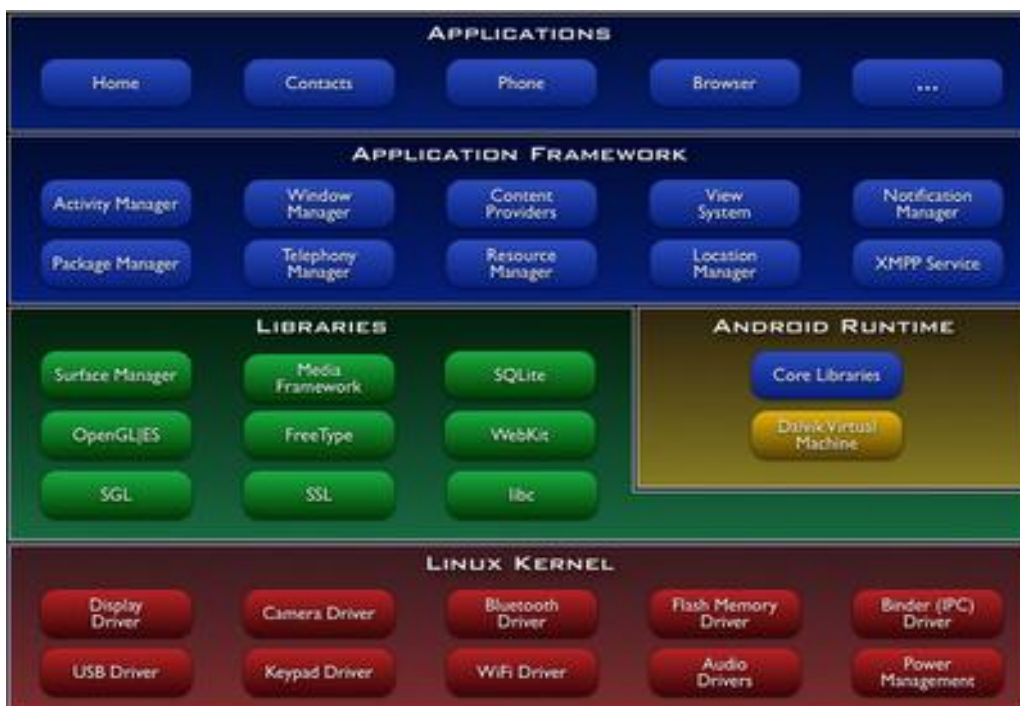 APPLICATIONS
Home
Contacts
Phone
Browser
...
APPLICATION FRAMEWORK
Activity Manager
Window
Manager
Content
Providers
View
System
Notification
Manager
Package Manager
Telephony
Manager
Resource
Manager
Location
Manager
XMPP Service
LIBRARIES
Surface Manager
Media
Framework
SQLite
OpenGL|ES
FreeType
WebKit
SGL
SSL
libc
ANDROID RUNTIME
Core Libraries
Dalvik Virtual
Machine
LINUX KERNEL
Display
Driver
Camera Driver
Bluetooth
Driver
Flash Memory
Driver
Binder (IPC)
Driver
USB Driver
Keypad Driver
WiFi Driver
Audio
Drivers
Power
Management